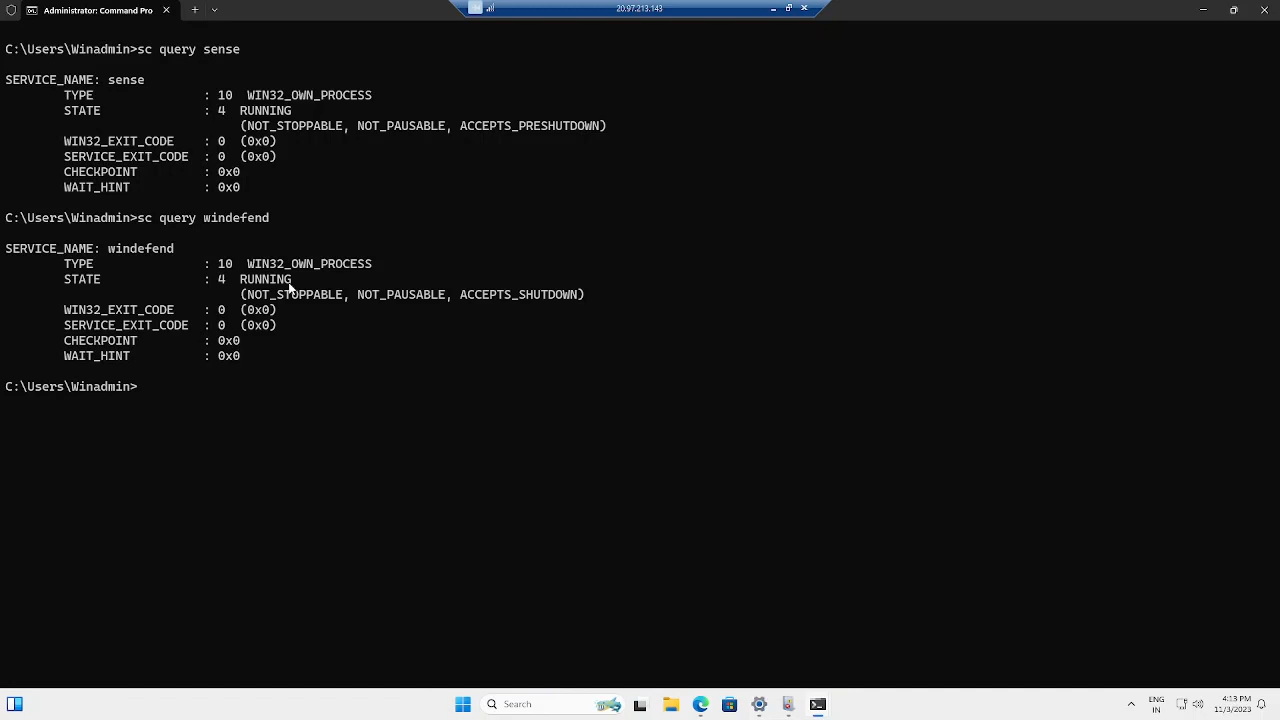 Administrator: Command Pro
20.97.213.143
C:\Users\Winadmin>sc query sense
SERVICE_NAME: sense
        TYPE               : 10  WIN32_OWN_PROCESS
        STATE              : 4  RUNNING
                                (NOT_STOPPABLE, NOT_PAUSABLE, ACCEPTS_PRESHUTDOWN)
        WIN32_EXIT_CODE    : 0  (0x0)
        SERVICE_EXIT_CODE  : 0  (0x0)
        CHECKPOINT         : 0x0
        WAIT_HINT          : 0x0
C:\Users\Winadmin>sc query windefend
SERVICE_NAME: windefend
        TYPE               : 10  WIN32_OWN_PROCESS
        STATE              : 4  RUNNING
                                (NOT_STOPPABLE, NOT_PAUSABLE, ACCEPTS_SHUTDOWN)
        WIN32_EXIT_CODE    : 0  (0x0)
        SERVICE_EXIT_CODE  : 0  (0x0)
        CHECKPOINT         : 0x0
        WAIT_HINT          : 0x0
C:\Users\Winadmin>
Search
ENG
IN
4:13 PM
11/3/2023